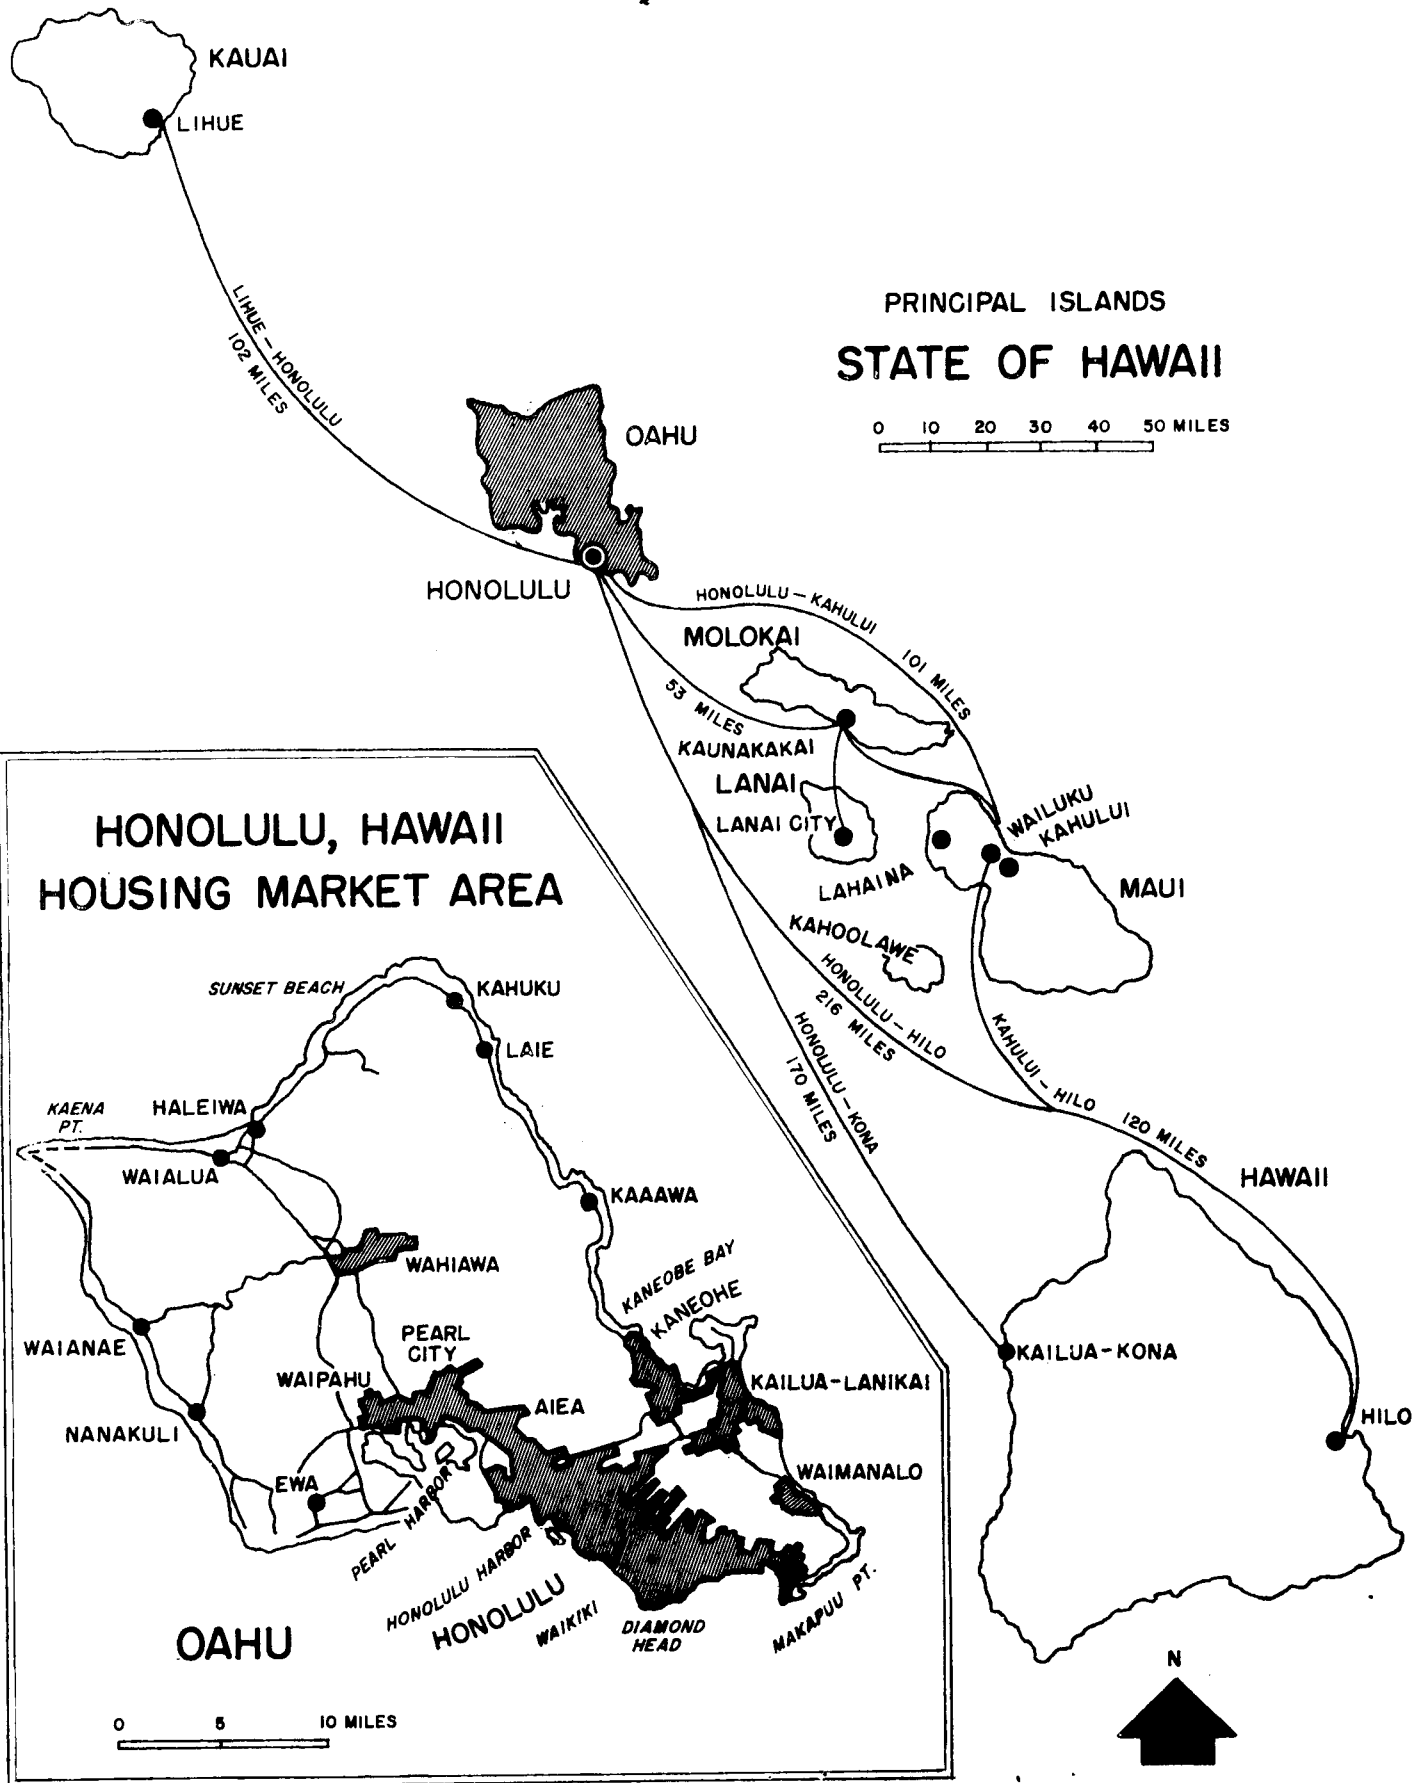 KAUAI
LIHUE
LIHUE – HONOLULU
102 MILES
PRINCIPAL ISLANDS
STATE OF HAWAII
0 10 20 30 40 50 MILES
OAHU
HONOLULU
HONOLULU – KAHULUI
101 MILES
MOLOKAI
53 MILES
KAUNAKAKAI
LANAI
LANAI CITY
WAILUKU
KAHULUI
LAHAINA
MAUI
KAHOOLAWE
HONOLULU – HILO
216 MILES
HONOLULU – KONA
170 MILES
KAHULUI – HILO
120 MILES
HAWAII
KAILUA-KONA
HILO
N
HONOLULU, HAWAII
HOUSING MARKET AREA
SUNSET BEACH
KAHUKU
LAIE
KAENA
PT.
HALEIWA
WAIALUA
KAAAWA
WAHIAWA
KANEOBE BAY
KANEOHE
WAIANAE
PEARL
CITY
WAIPAHU
KAILUA-LANIKAI
AIEA
NANAKULI
EWA
WAIMANALO
PEARL HARBOR
HONOLULU HARBOR
HONOLULU
WAIKIKI
DIAMOND
HEAD
MAKAPUU PT.
OAHU
0 5 10 MILES